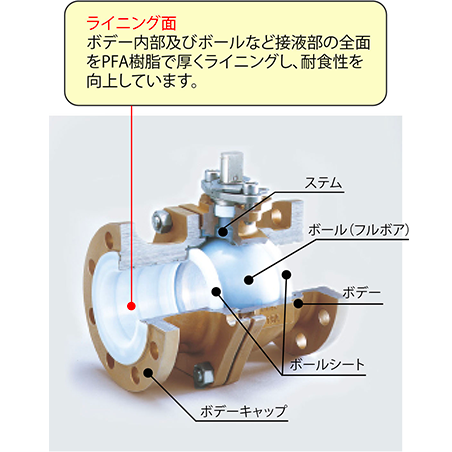 ライニング面
ボデー内部及びボールなど接液部の全面
をPFA樹脂で厚くライニングし、耐食性を
向上しています。
ステム
ボール（フルボア）
ボデー
ボールシート
ボデーキャップ